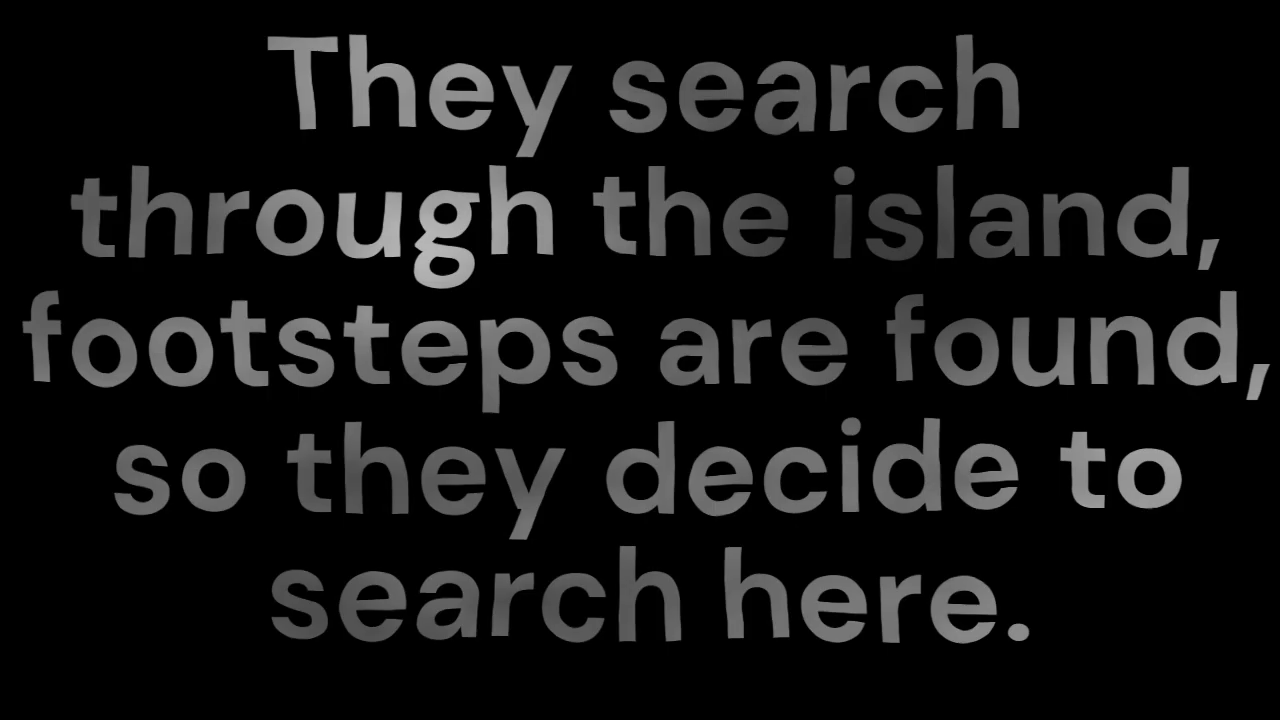 They search
through the island,
footsteps are found,
so they decide to
search here.